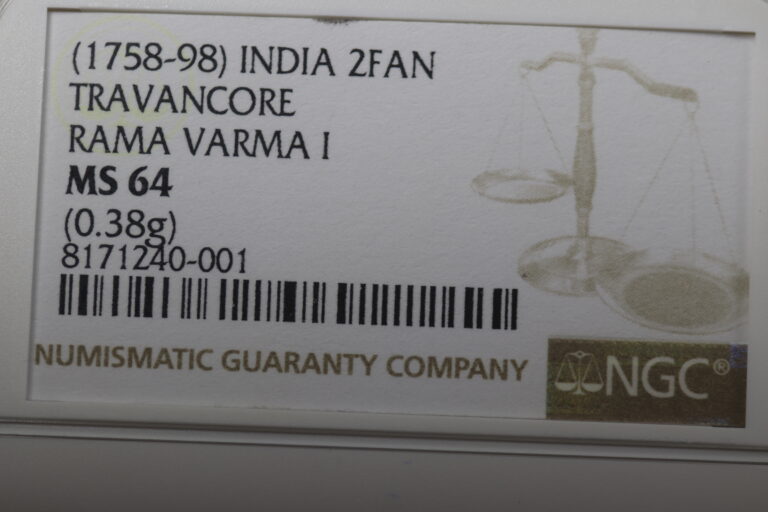 (1758-98) INDIA 2FAN
TRAVANCORE
RAMA VARMA I
MS 64
(0.38g)
8171240-001
NUMISMATIC GUARANTY COMPANY
NGC®